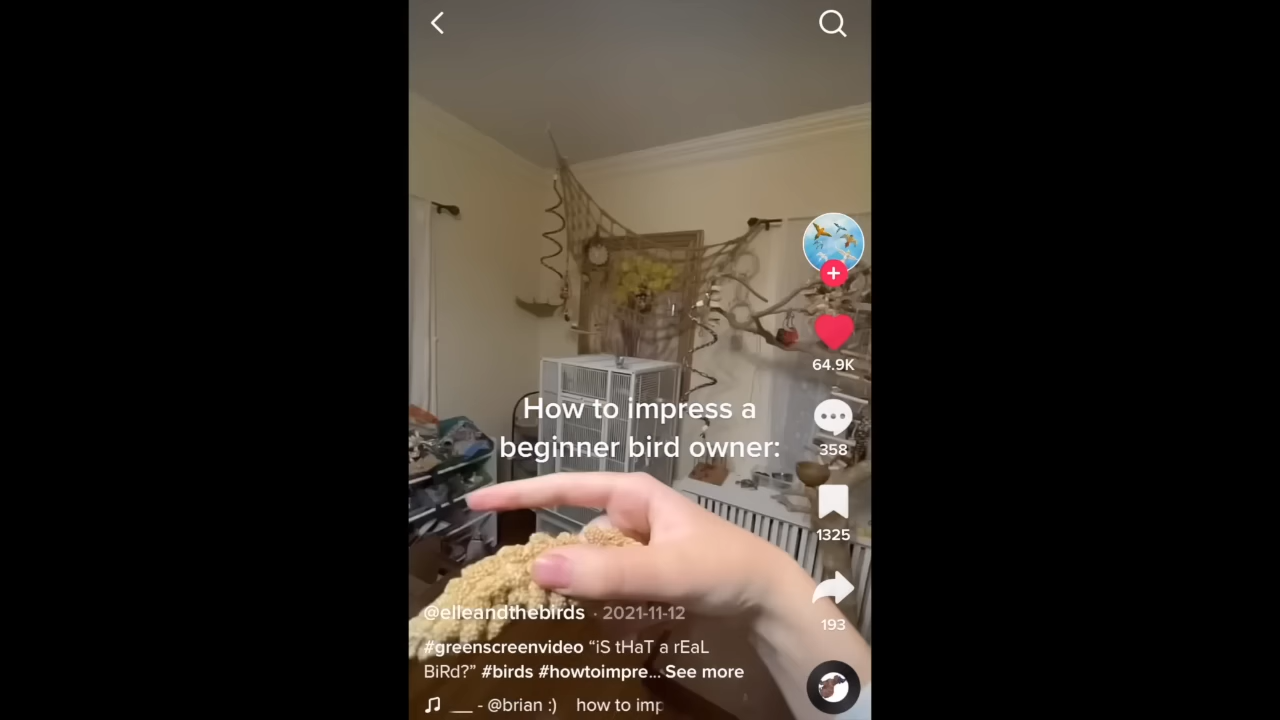 How to impress a
beginner bird owner:
64.9K
358
1325
193
@elleandthebirds · 2021-11-12
#greenscreenvideo “iS tHaT a rEaL
BiRd?” #birds #howtoimpre... See more
__ - @brian :) how to imp